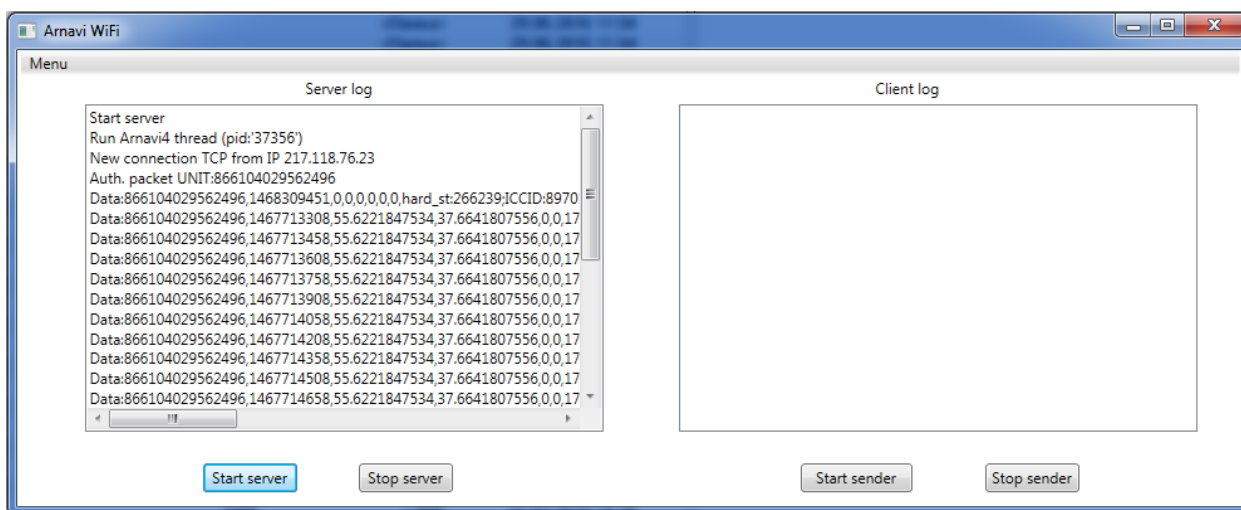 Arnavi WiFi
Menu
Server log
Client log
Start server
Run Arnavi4 thread (pid:'37356')
New connection TCP from IP 217.118.76.23
Auth. packet UNIT:866104029562496
Data:866104029562496,1468309451,0,0,0,0,0,0,hard_st:266239;ICCID:8970
Data:866104029562496,1467713308,55.6221847534,37.6641807556,0,0,17
Data:866104029562496,1467713458,55.6221847534,37.6641807556,0,0,17
Data:866104029562496,1467713608,55.6221847534,37.6641807556,0,0,17
Data:866104029562496,1467713758,55.6221847534,37.6641807556,0,0,17
Data:866104029562496,1467713908,55.6221847534,37.6641807556,0,0,17
Data:866104029562496,1467714058,55.6221847534,37.6641807556,0,0,17
Data:866104029562496,1467714208,55.6221847534,37.6641807556,0,0,17
Data:866104029562496,1467714358,55.6221847534,37.6641807556,0,0,17
Data:866104029562496,1467714508,55.6221847534,37.6641807556,0,0,17
Data:866104029562496,1467714658,55.6221847534,37.6641807556,0,0,17
Start server
Stop server
Start sender
Stop sender